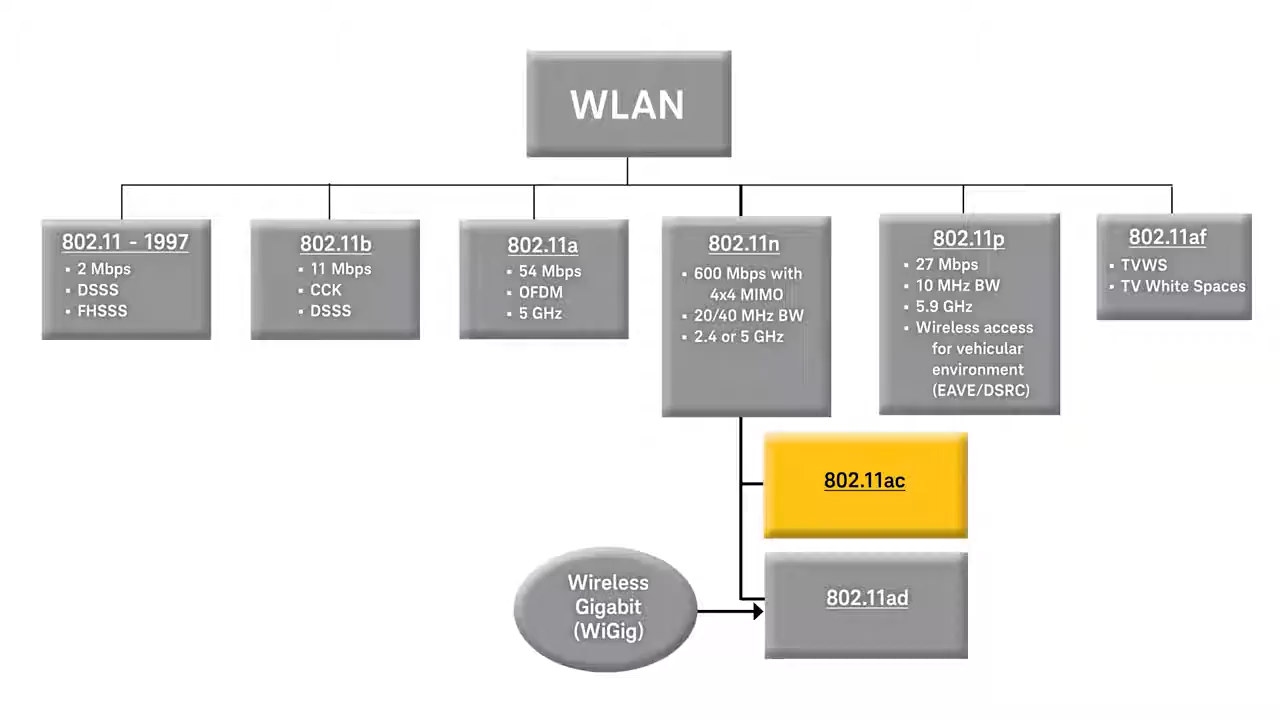 WLAN
802.11 - 1997
▪ 2 Mbps
▪ DSSS
▪ FHSSS
802.11b
▪ 11 Mbps
▪ CCK
▪ DSSS
802.11a
▪ 54 Mbps
▪ OFDM
▪ 5 GHz
802.11n
▪ 600 Mbps with
4x4 MIMO
▪ 20/40 MHz BW
▪ 2.4 or 5 GHz
802.11p
▪ 27 Mbps
▪ 10 MHz BW
▪ 5.9 GHz
▪ Wireless access
for vehicular
environment
(EAVE/DSRC)
802.11af
▪ TVWS
▪ TV White Spaces
802.11ac
Wireless
Gigabit
(WiGig)
802.11ad